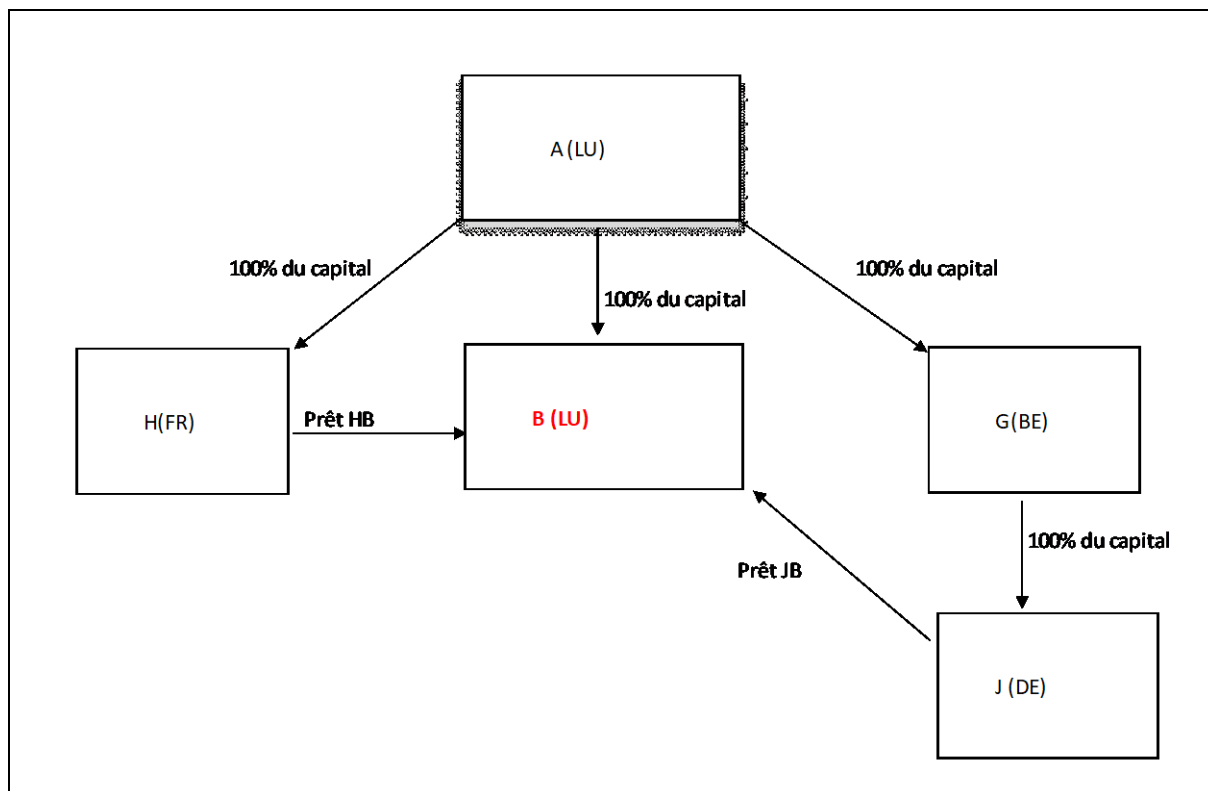 A (LU)
100% du capital
100% du capital
100% du capital
H(FR)
Prêt HB
B (LU)
G(BE)
100% du capital
Prêt JB
J (DE)